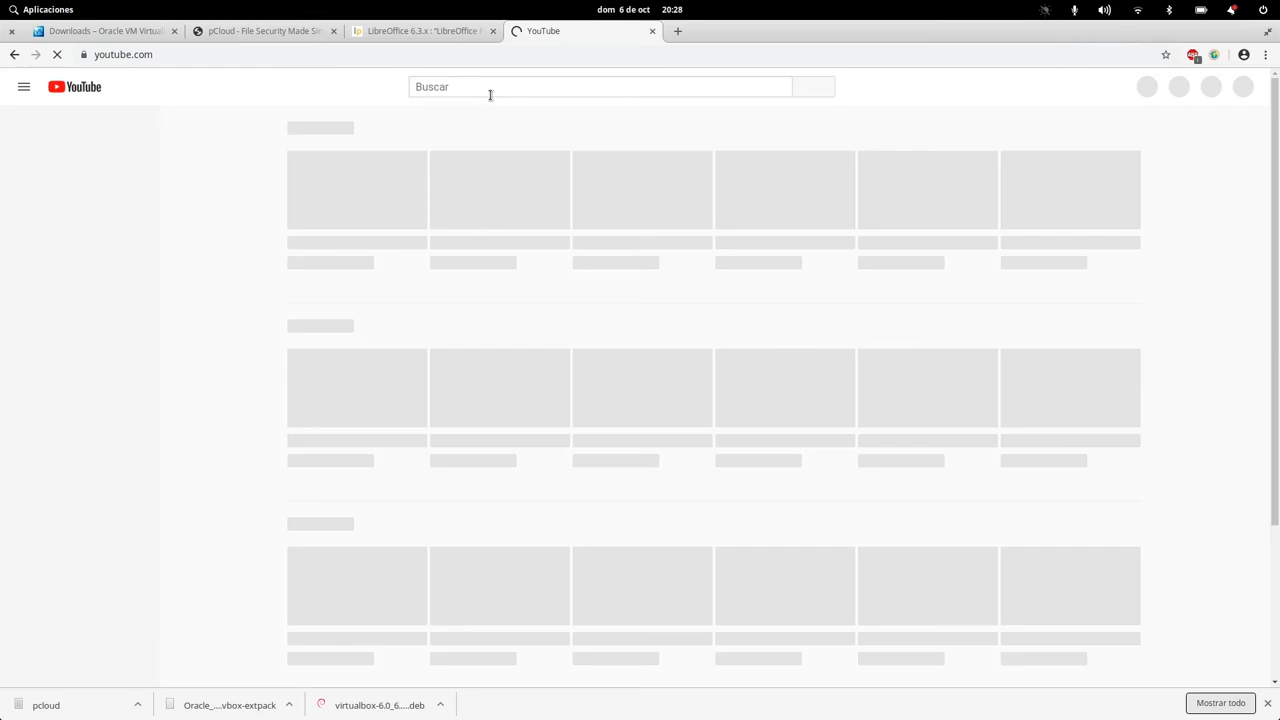 Aplicaciones
dom 6 de oct 20:28
Downloads – Oracle VM Virtual
pCloud - File Security Made Sim
LibreOffice 6.3.x : "LibreOffice F
YouTube
youtube.com
YouTube
Buscar
pcloud
Oracle_....vbox-extpack
virtualbox-6.0_6.....deb
Mostrar todo